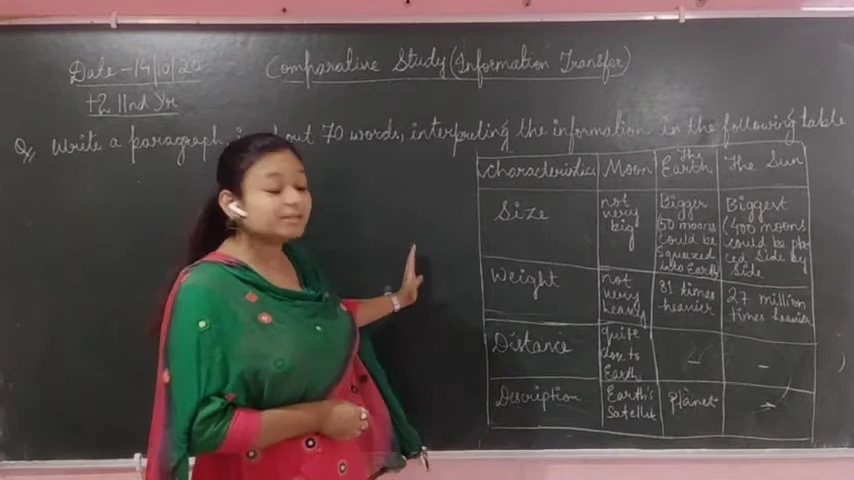 Date - 14/10/20
Comparative Study (Information Transfer)
+2 IInd Yr
Q. Write a paragraph in about 70 words, interpreting the information in the following table
Characteristics Moon The Earth The Sun
Size not very big Bigger (50 moons could be squeezed into Earth Biggest (400 moons could be placed side by side
Weight not very heavy 81 times heavier 27 million times heavier
Distance quite close to Earth - -
Description Earth's Satellite Planet